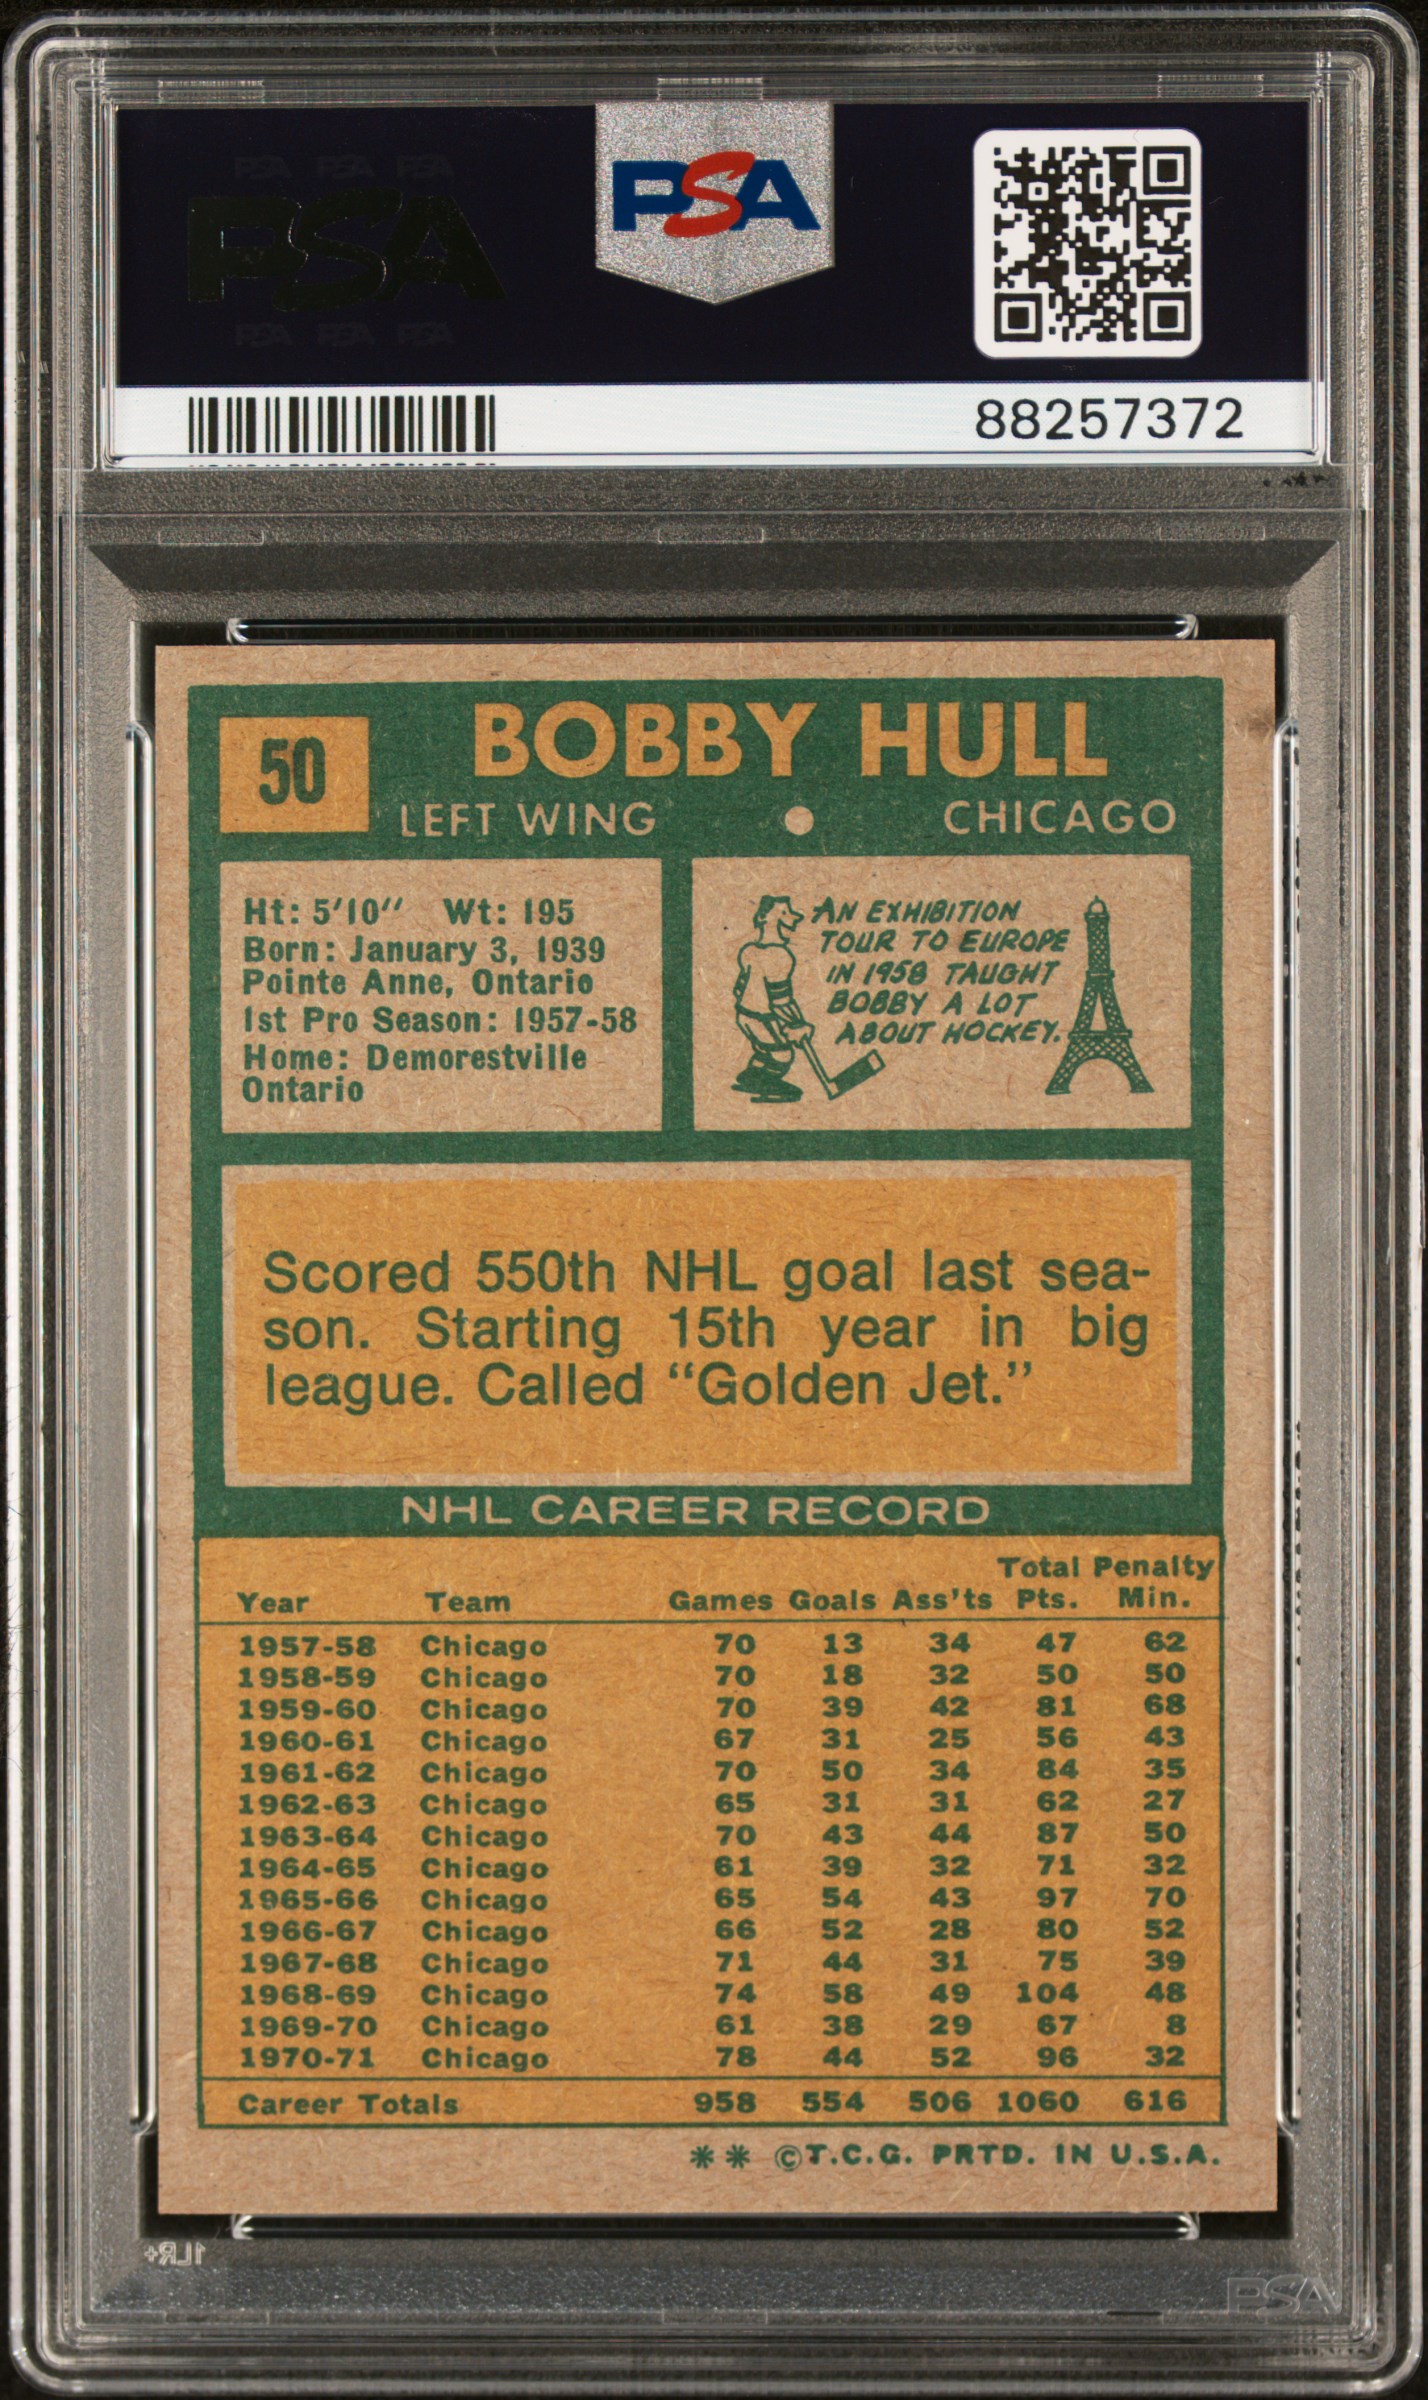 PSA PSA PSA
PSA
PSA PSA PSA
PSA
88257372
50
BOBBY HULL
LEFT WING • CHICAGO
Ht: 5'10" Wt: 195
Born: January 3, 1939
Pointe Anne, Ontario
1st Pro Season: 1957-58
Home: Demorestville
Ontario
AN EXHIBITION
TOUR TO EUROPE
IN 1958 TAUGHT
BOBBY A LOT
ABOUT HOCKEY.
Scored 550th NHL goal last sea-
son. Starting 15th year in big
league. Called “Golden Jet.”
NHL CAREER RECORD
Total Penalty
Year Team Games Goals Ass'ts Pts. Min.
1957-58 Chicago 70 13 34 47 62
1958-59 Chicago 70 18 32 50 50
1959-60 Chicago 70 39 42 81 68
1960-61 Chicago 67 31 25 56 43
1961-62 Chicago 70 50 34 84 35
1962-63 Chicago 65 31 31 62 27
1963-64 Chicago 70 43 44 87 50
1964-65 Chicago 61 39 32 71 32
1965-66 Chicago 65 54 43 97 70
1966-67 Chicago 66 52 28 80 52
1967-68 Chicago 71 44 31 75 39
1968-69 Chicago 74 58 49 104 48
1969-70 Chicago 61 38 29 67 8
1970-71 Chicago 78 44 52 96 32
Career Totals 958 554 506 1060 616
** ©T.C.G. PRTD. IN U.S.A.
1LR+
PSA